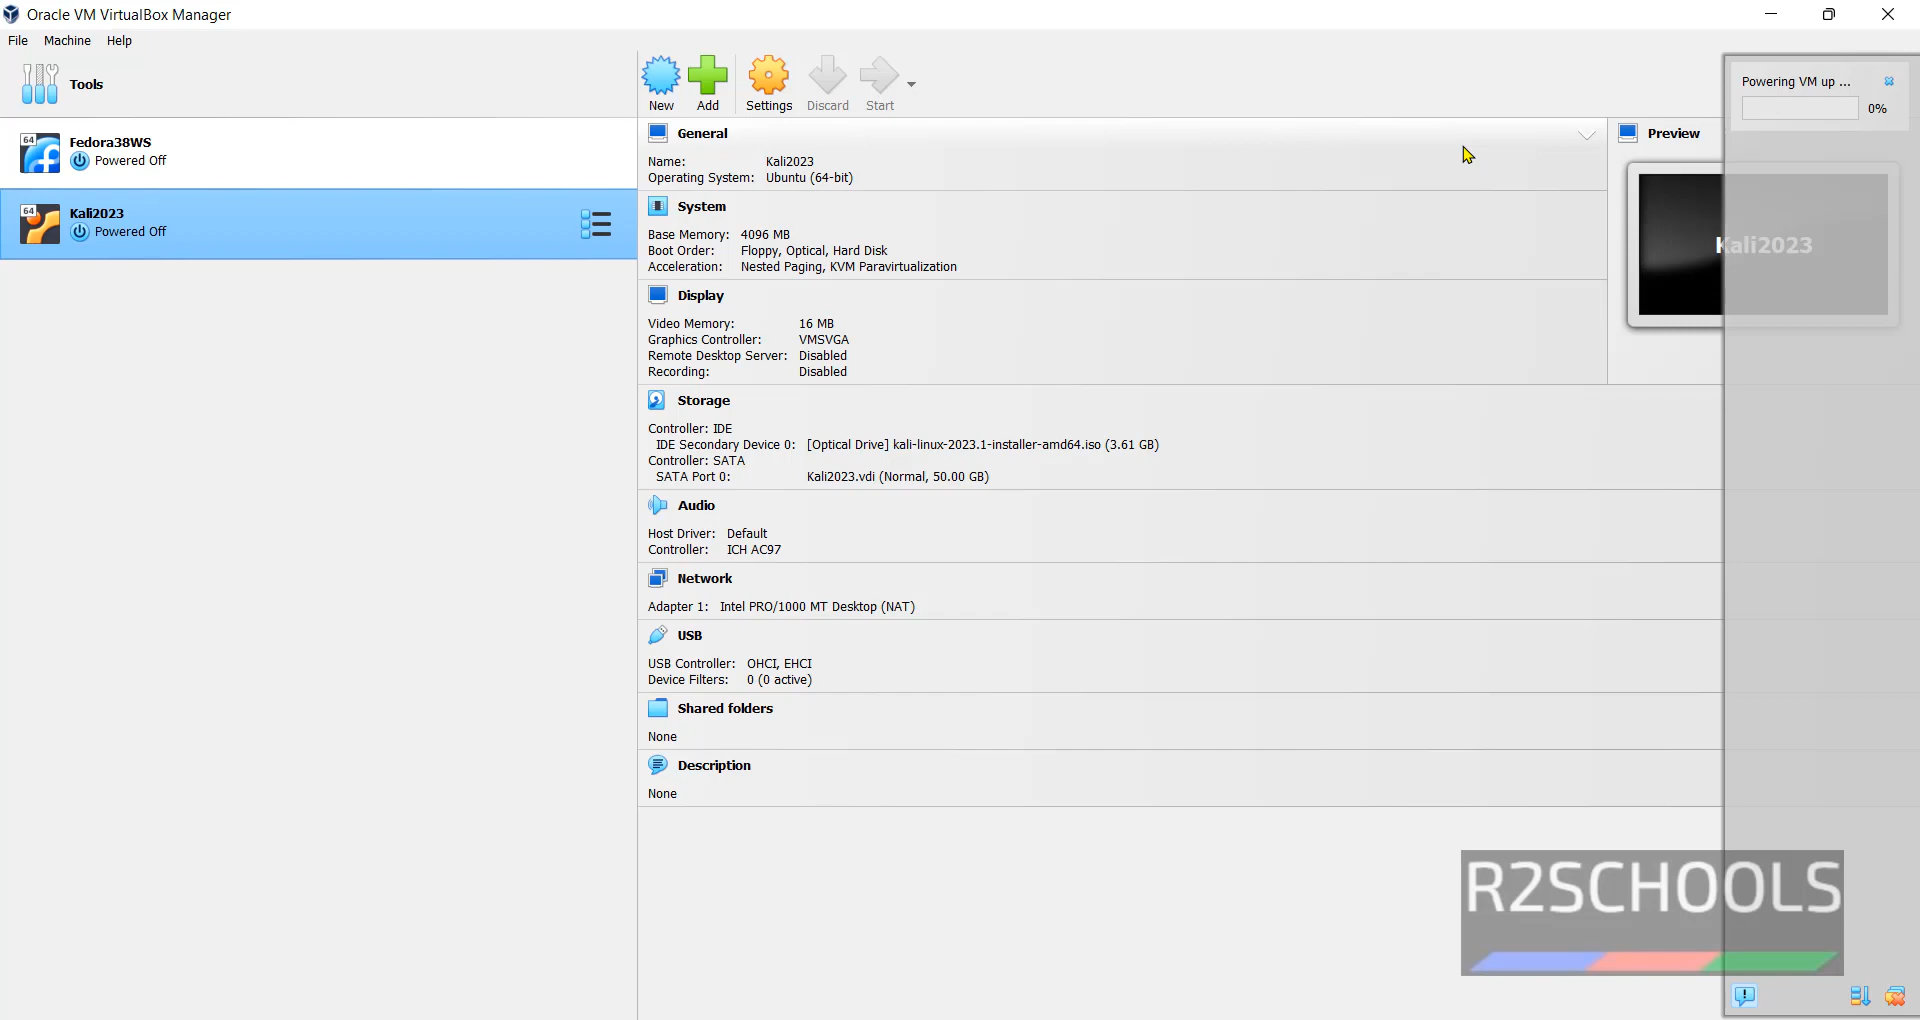 Oracle VM VirtualBox Manager
File Machine Help
Tools
New Add Settings Discard Start
Powering VM up ...
0%
64 Fedora38WS
Powered Off
64 Kali2023
Powered Off
General
Name: Kali2023
Operating System: Ubuntu (64-bit)
Preview
Kali2023
System
Base Memory: 4096 MB
Boot Order: Floppy, Optical, Hard Disk
Acceleration: Nested Paging, KVM Paravirtualization
Display
Video Memory: 16 MB
Graphics Controller: VMSVGA
Remote Desktop Server: Disabled
Recording: Disabled
Storage
Controller: IDE
IDE Secondary Device 0: [Optical Drive] kali-linux-2023.1-installer-amd64.iso (3.61 GB)
Controller: SATA
SATA Port 0: Kali2023.vdi (Normal, 50.00 GB)
Audio
Host Driver: Default
Controller: ICH AC97
Network
Adapter 1: Intel PRO/1000 MT Desktop (NAT)
USB
USB Controller: OHCI, EHCI
Device Filters: 0 (0 active)
Shared folders
None
Description
None
R2SCHOOLS